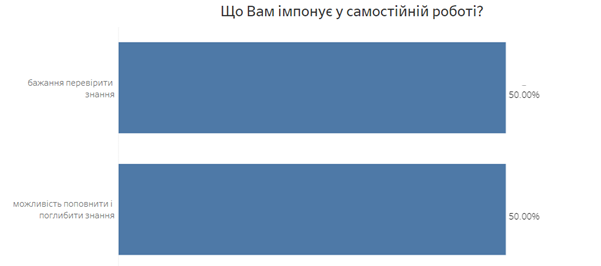 Що Вам імпонує у самостійній роботі?
бажання перевірити
знання
50.00%
можливість поповнити і
поглибити знання
50.00%